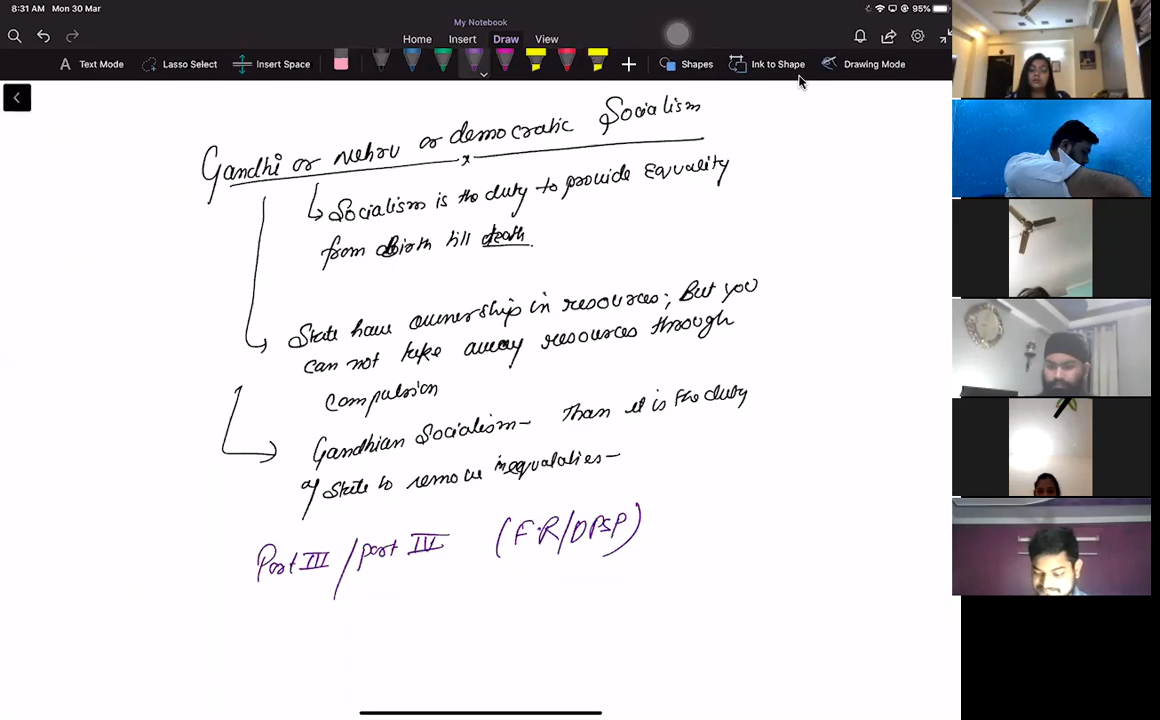 8:31 AM Mon 30 Mar
95%
My Notebook
Home Insert Draw View
Text Mode Lasso Select Insert Space Shapes Ink to Shape Drawing Mode
Gandhi or Nehru or democratic Socialism
Socialism is the duty to provide Equality
from Birth till death.
State have ownership in resources; But you
can not take away resources through
compulsion
Gandhian Socialism - Than it is the duty
of State to remove inequalaties -
Part III / part IV (F.R/DPSP)